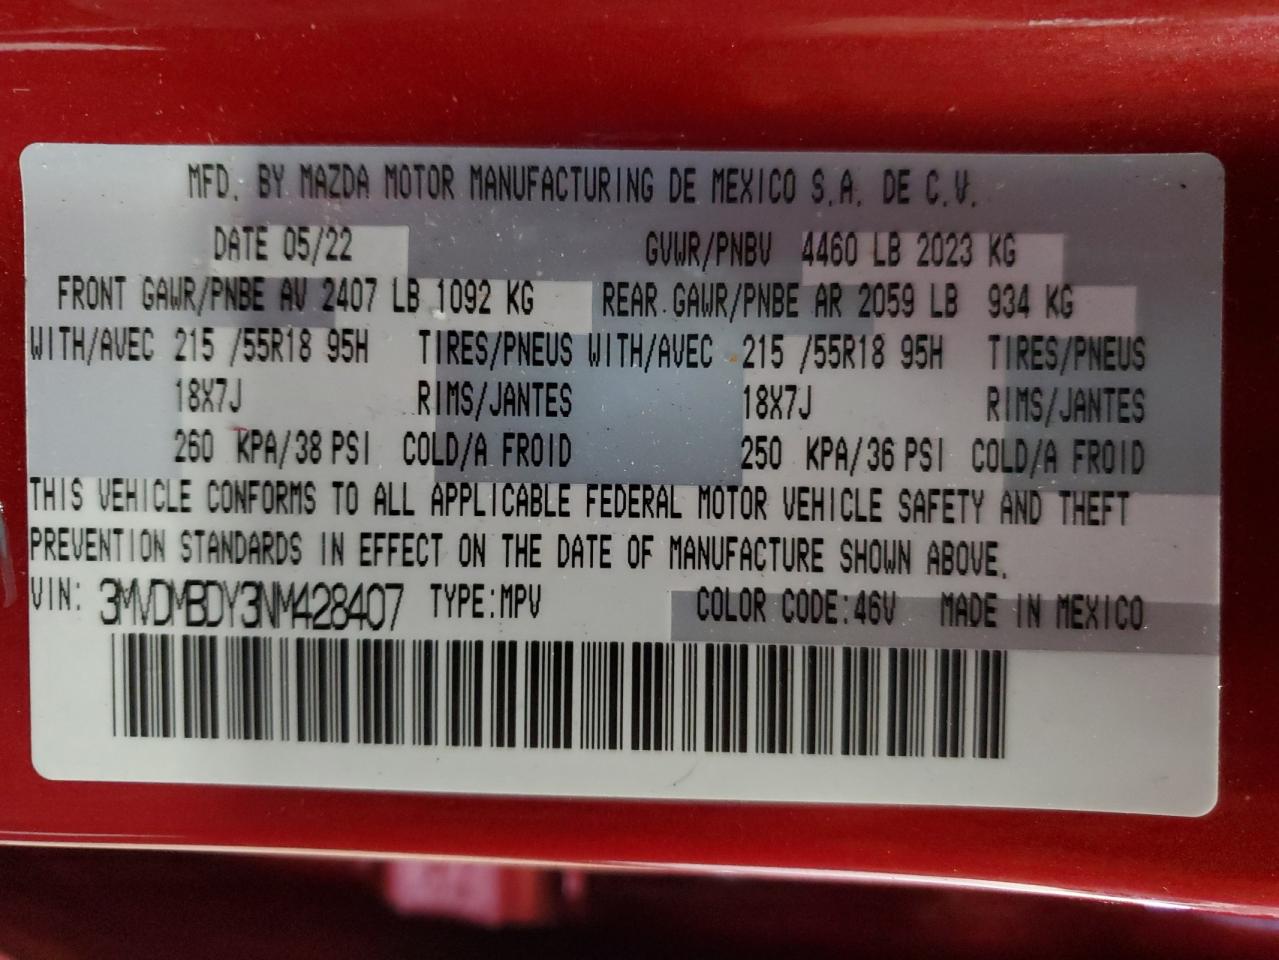 MFD. BY MAZDA MOTOR MANUFACTURING DE MEXICO S.A. DE C.V.
DATE 05/22 GVWR/PNBV 4460 LB 2023 KG
FRONT GAWR/PNBE AV 2407 LB 1092 KG REAR GAWR/PNBE AR 2059 LB 934 KG
WITH/AVEC 215 /55R18 95H TIRES/PNEUS WITH/AVEC 215 /55R18 95H TIRES/PNEUS
18X7J RIMS/JANTES 18X7J RIMS/JANTES
260 KPA/38 PSI COLD/A FROID 250 KPA/36 PSI COLD/A FROID
THIS VEHICLE CONFORMS TO ALL APPLICABLE FEDERAL MOTOR VEHICLE SAFETY AND THEFT
PREVENTION STANDARDS IN EFFECT ON THE DATE OF MANUFACTURE SHOWN ABOVE.
VIN: 3MVDMBDY3NM428407 TYPE:MPV COLOR CODE:46V MADE IN MEXICO